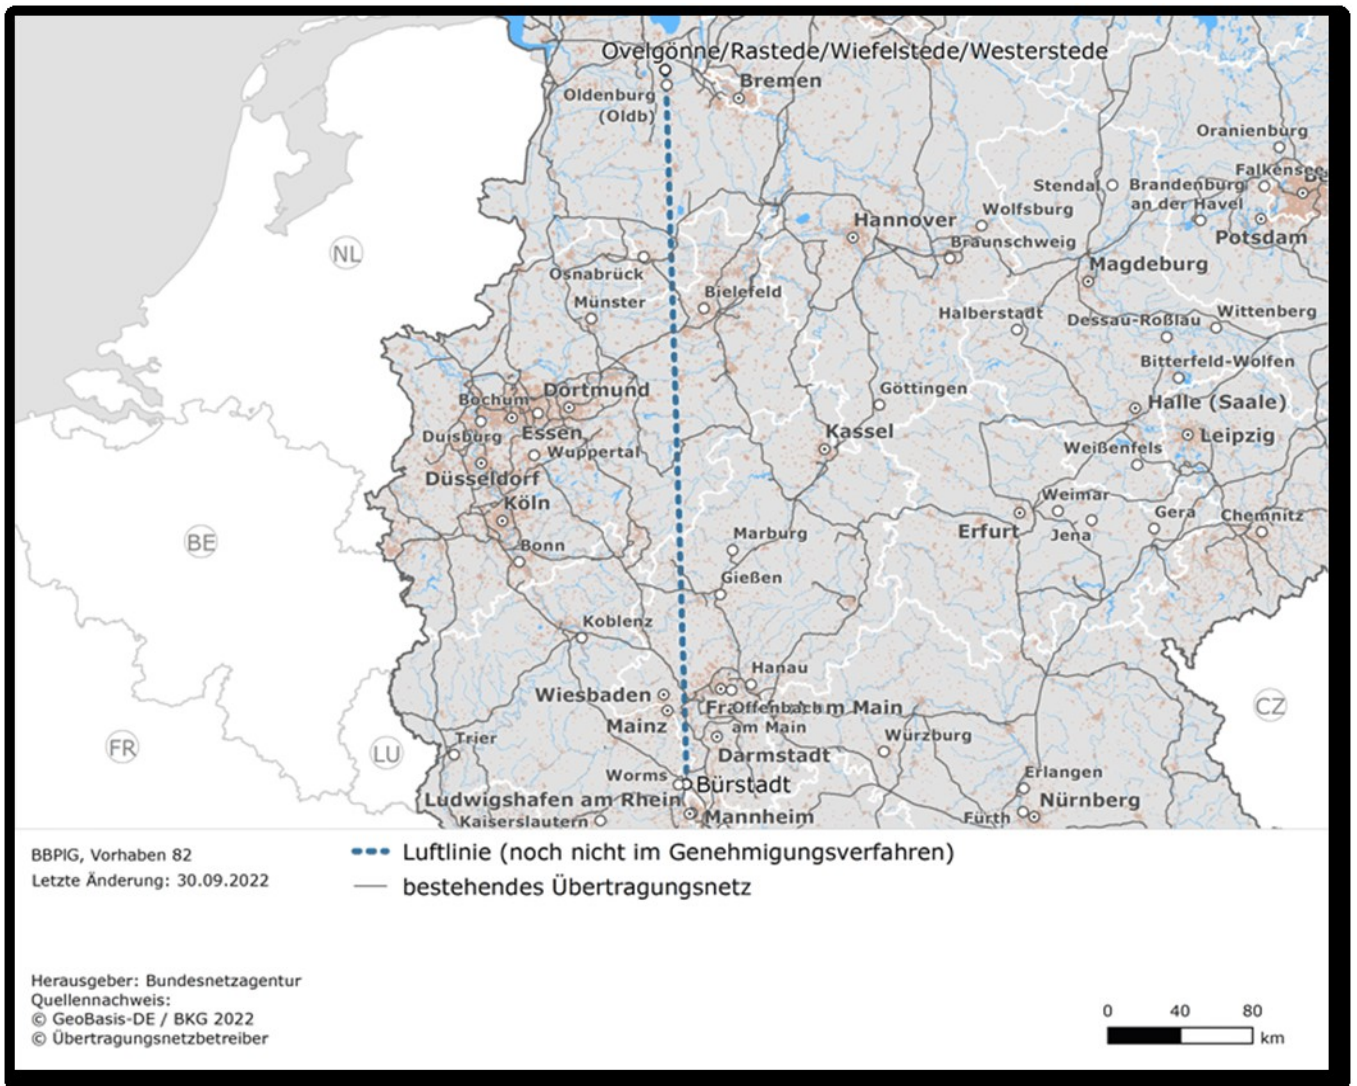 Ovelgönne/Rastede/Wiefelstede/Westerstede
Bremen
Oldenburg
(Oldb)
Oranienburg
Falkensee
Be
Stendal
Brandenburg
an der Havel
Potsdam
Wolfsburg
Hannover
Braunschweig
NL
Osnabrück
Magdeburg
Bielefeld
Münster
Halberstadt
Dessau-Roßlau
Wittenberg
Bitterfeld-Wolfen
Dortmund
Bochum
Göttingen
Halle (Saale)
Duisburg
Essen
Kassel
Leipzig
Wuppertal
Weißenfels
Düsseldorf
Köln
Weimar
Erfurt
Jena
Gera
Chemnitz
BE
Bonn
Marburg
Gießen
Koblenz
Hanau
Wiesbaden
Frankfurt am Main
Offenbach
am Main
Mainz
CZ
FR
LU
Trier
Darmstadt
Würzburg
Worms
Bürstadt
Erlangen
Ludwigshafen am Rhein
Nürnberg
Kaiserslautern
Mannheim
Fürth
BBPlG, Vorhaben 82
Letzte Änderung: 30.09.2022
Luftlinie (noch nicht im Genehmigungsverfahren)
bestehendes Übertragungsnetz
Herausgeber: Bundesnetzagentur
Quellennachweis:
© GeoBasis-DE / BKG 2022
© Übertragungsnetzbetreiber
0 40 80
km